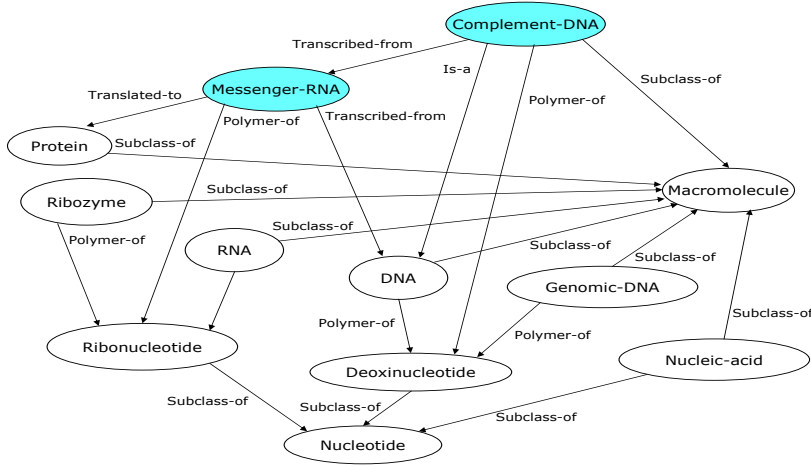 Complement-DNA
Transcribed-from
Is-a
Subclass-of
Messenger-RNA
Translated-to
Polymer-of
Polymer-of
Transcribed-from
Protein
Subclass-of
Ribozyme
Subclass-of
Macromolecule
Polymer-of
RNA
Subclass-of
Subclass-of
DNA
Subclass-of
Genomic-DNA
Polymer-of
Polymer-of
Subclass-of
Ribonucleotide
Deoxinucleotide
Nucleic-acid
Subclass-of
Subclass-of
Subclass-of
Nucleotide